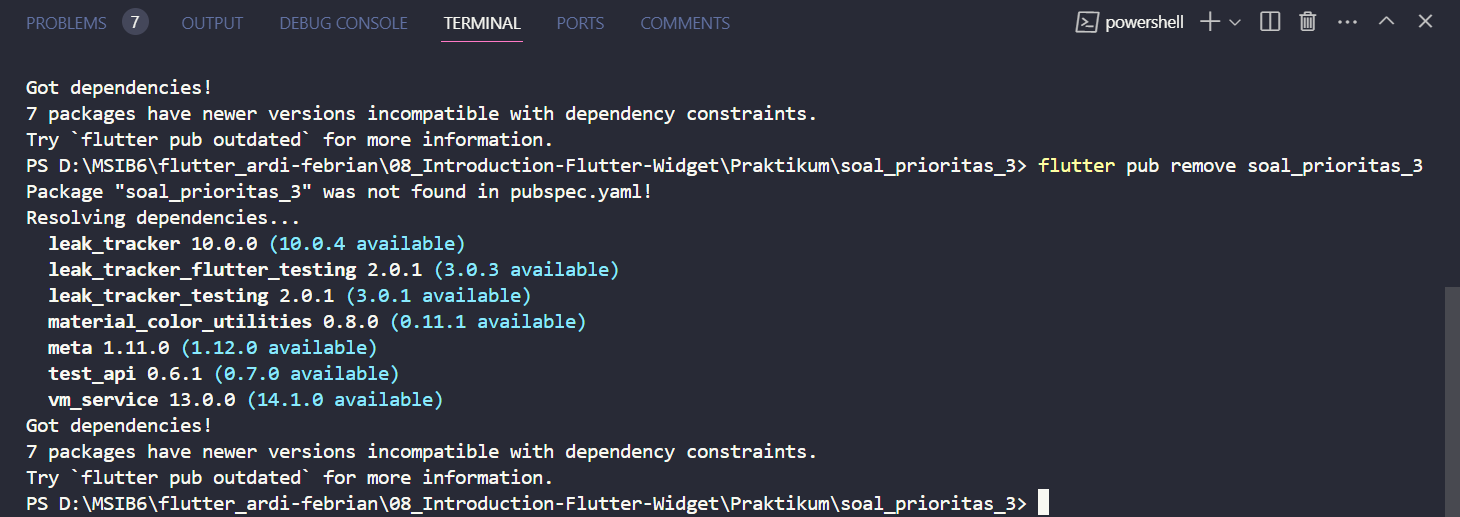 PROBLEMS 7 OUTPUT DEBUG CONSOLE TERMINAL PORTS COMMENTS powershell
Got dependencies!
7 packages have newer versions incompatible with dependency constraints.
Try `flutter pub outdated` for more information.
PS D:\MSIB6\flutter_ardi-febrian\08_Introduction-Flutter-Widget\Praktikum\soal_prioritas_3> flutter pub remove soal_prioritas_3
Package "soal_prioritas_3" was not found in pubspec.yaml!
Resolving dependencies...
  leak_tracker 10.0.0 (10.0.4 available)
  leak_tracker_flutter_testing 2.0.1 (3.0.3 available)
  leak_tracker_testing 2.0.1 (3.0.1 available)
  material_color_utilities 0.8.0 (0.11.1 available)
  meta 1.11.0 (1.12.0 available)
  test_api 0.6.1 (0.7.0 available)
  vm_service 13.0.0 (14.1.0 available)
Got dependencies!
7 packages have newer versions incompatible with dependency constraints.
Try `flutter pub outdated` for more information.
PS D:\MSIB6\flutter_ardi-febrian\08_Introduction-Flutter-Widget\Praktikum\soal_prioritas_3>